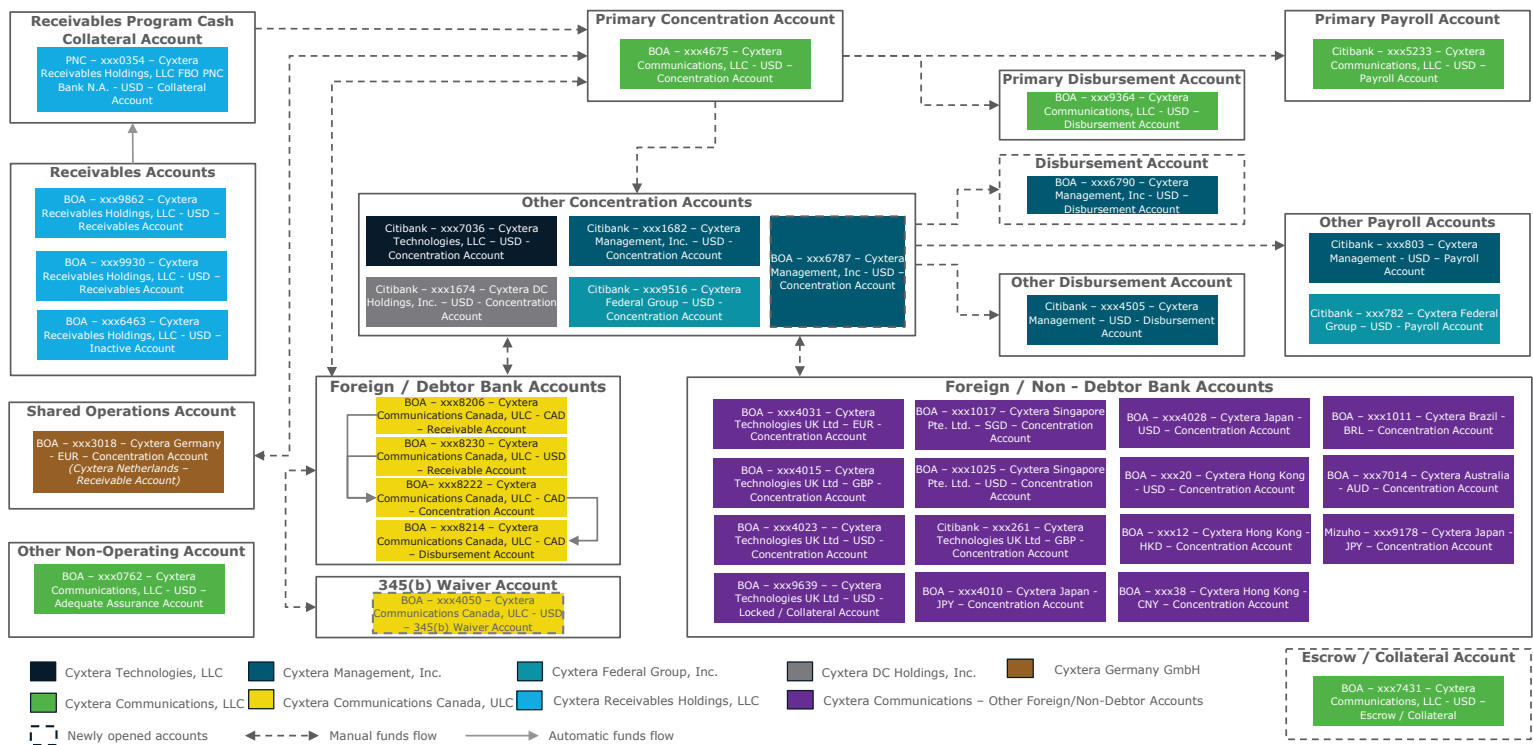 Receivables Program Cash
Collateral Account
PNC – xxx0354 – Cyxtera
Receivables Holdings, LLC FBO PNC
Bank N.A. - USD – Collateral
Account
Primary Concentration Account
BOA – xxx4675 – Cyxtera
Communications, LLC - USD –
Concentration Account
Primary Payroll Account
Citibank – xxx5233 – Cyxtera
Communications, LLC - USD –
Payroll Account
Primary Disbursement Account
BOA – xxx9364 – Cyxtera
Communications, LLC - USD –
Disbursement Account
Receivables Accounts
BOA – xxx9862 – Cyxtera
Receivables Holdings, LLC - USD –
Receivables Account
BOA – xxx9930 – Cyxtera
Receivables Holdings, LLC - USD –
Receivables Account
BOA – xxx6463 – Cyxtera
Receivables Holdings, LLC - USD –
Inactive Account
Disbursement Account
BOA – xxx6790 – Cyxtera
Management, Inc - USD –
Disbursement Account
Other Concentration Accounts
Citibank – xxx7036 – Cyxtera
Technologies, LLC – USD -
Concentration Account
Citibank – xxx1682 – Cyxtera
Management, Inc. – USD -
Concentration Account
BOA – xxx6787 – Cyxtera
Management, Inc - USD –
Concentration Account
Citibank – xxx1674 – Cyxtera DC
Holdings, Inc. – USD - Concentration
Account
Citibank – xxx9516 – Cyxtera
Federal Group – USD -
Concentration Account
Other Payroll Accounts
Citibank – xxx803 – Cyxtera
Management - USD – Payroll
Account
Citibank – xxx782 – Cyxtera Federal
Group – USD - Payroll Account
Other Disbursement Account
Citibank – xxx4505 – Cyxtera
Management – USD - Disbursement
Account
Foreign / Debtor Bank Accounts
BOA – xxx8206 – Cyxtera
Communications Canada, ULC - CAD
– Receivable Account
BOA – xxx8230 – Cyxtera
Communications Canada, ULC - USD
– Receivable Account
BOA– xxx8222 – Cyxtera
Communications Canada, ULC - CAD
– Concentration Account
BOA – xxx8214 – Cyxtera
Communications Canada, ULC - CAD
– Disbursement Account
Foreign / Non - Debtor Bank Accounts
BOA – xxx4031 – Cyxtera
Technologies UK Ltd – EUR -
Concentration Account
BOA – xxx1017 – Cyxtera Singapore
Pte. Ltd. – SGD – Concentration
Account
BOA – xxx4028 – Cyxtera Japan -
USD – Concentration Account
BOA – xxx1011 – Cyxtera Brazil -
BRL – Concentration Account
BOA – xxx4015 – Cyxtera
Technologies UK Ltd – GBP -
Concentration Account
BOA – xxx1025 – Cyxtera Singapore
Pte. Ltd. – USD – Concentration
Account
BOA – xxx20 – Cyxtera Hong Kong
- USD – Concentration Account
BOA – xxx7014 – Cyxtera Australia
- AUD – Concentration Account
BOA – xxx4023 – – Cyxtera
Technologies UK Ltd – USD -
Concentration Account
Citibank – xxx261 – Cyxtera
Technologies UK Ltd – GBP -
Concentration Account
BOA – xxx12 – Cyxtera Hong Kong -
HKD – Concentration Account
Mizuho – xxx9178 – Cyxtera Japan -
JPY – Concentration Account
BOA – xxx9639 – – Cyxtera
Technologies UK Ltd – USD -
Locked / Collateral Account
BOA – xxx4010 – Cyxtera Japan -
JPY – Concentration Account
BOA – xxx38 – Cyxtera Hong Kong -
CNY – Concentration Account
Shared Operations Account
BOA – xxx3018 – Cyxtera Germany
- EUR – Concentration Account
(Cyxtera Netherlands –
Receivable Account)
Other Non-Operating Account
BOA – xxx0762 – Cyxtera
Communications, LLC - USD –
Adequate Assurance Account
345(b) Waiver Account
BOA – xxx4050 – Cyxtera
Communications Canada, ULC - USD
– 345(b) Waiver Account
Escrow / Collateral Account
BOA – xxx7431 – Cyxtera
Communications, LLC - USD –
Escrow / Collateral
Cyxtera Technologies, LLC
Cyxtera Management, Inc.
Cyxtera Federal Group, Inc.
Cyxtera DC Holdings, Inc.
Cyxtera Germany GmbH
Cyxtera Communications, LLC
Cyxtera Communications Canada, ULC
Cyxtera Receivables Holdings, LLC
Cyxtera Communications – Other Foreign/Non-Debtor Accounts
Newly opened accounts
Manual funds flow
Automatic funds flow